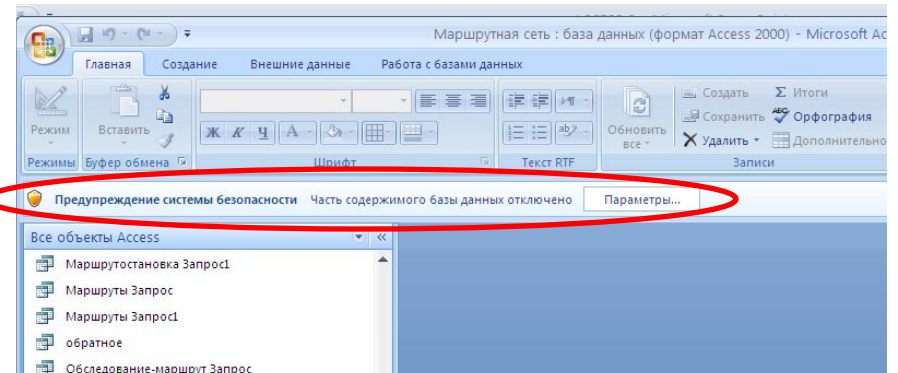 Маршрутная сеть : база данных (формат Access 2000) - Microsoft Ac
Главная Создание Внешние данные Работа с базами данных
Режим Вставить Ж К Ч А Обновить все Создать Сохранить Удалить Σ Итоги Орфография Дополнительно
Режимы Буфер обмена Шрифт Текст RTF Записи
Предупреждение системы безопасности Часть содержимого базы данных отключено Параметры...
Все объекты Access
Маршрутостановка Запрос1
Маршруты Запрос
Маршруты Запрос1
обратное
Обследование-маршрут Запрос